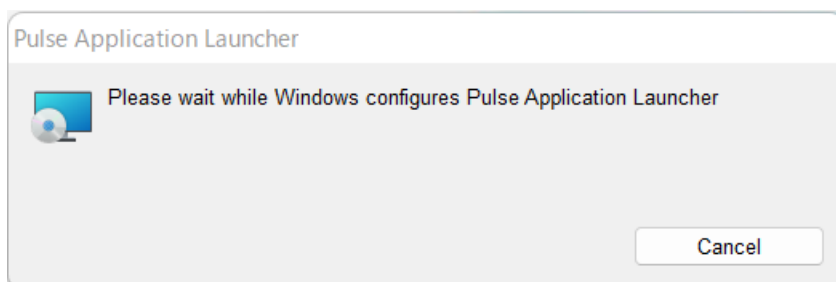 Pulse Application Launcher
Please wait while Windows configures Pulse Application Launcher
Cancel